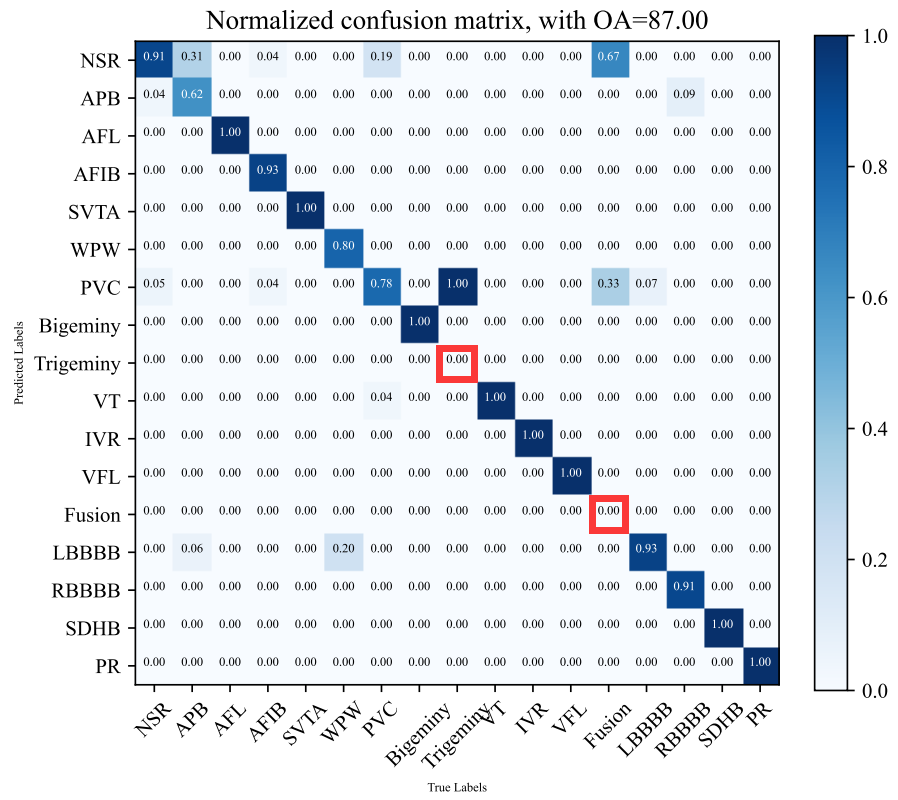 Normalized confusion matrix, with OA=87.00
NSR 0.91 0.31 0.00 0.04 0.00 0.00 0.19 0.00 0.00 0.00 0.00 0.00 0.67 0.00 0.00 0.00 0.00
APB 0.04 0.62 0.00 0.00 0.00 0.00 0.00 0.00 0.00 0.00 0.00 0.00 0.00 0.00 0.09 0.00 0.00
AFL 0.00 0.00 1.00 0.00 0.00 0.00 0.00 0.00 0.00 0.00 0.00 0.00 0.00 0.00 0.00 0.00 0.00
AFIB 0.00 0.00 0.00 0.93 0.00 0.00 0.00 0.00 0.00 0.00 0.00 0.00 0.00 0.00 0.00 0.00 0.00
SVTA 0.00 0.00 0.00 0.00 1.00 0.00 0.00 0.00 0.00 0.00 0.00 0.00 0.00 0.00 0.00 0.00 0.00
WPW 0.00 0.00 0.00 0.00 0.00 0.80 0.00 0.00 0.00 0.00 0.00 0.00 0.00 0.00 0.00 0.00 0.00
PVC 0.05 0.00 0.00 0.04 0.00 0.00 0.78 0.00 1.00 0.00 0.00 0.00 0.33 0.07 0.00 0.00 0.00
Bigeminy 0.00 0.00 0.00 0.00 0.00 0.00 0.00 1.00 0.00 0.00 0.00 0.00 0.00 0.00 0.00 0.00 0.00
Trigeminy 0.00 0.00 0.00 0.00 0.00 0.00 0.00 0.00 0.00 0.00 0.00 0.00 0.00 0.00 0.00 0.00 0.00
VT 0.00 0.00 0.00 0.00 0.00 0.00 0.04 0.00 0.00 1.00 0.00 0.00 0.00 0.00 0.00 0.00 0.00
IVR 0.00 0.00 0.00 0.00 0.00 0.00 0.00 0.00 0.00 0.00 1.00 0.00 0.00 0.00 0.00 0.00 0.00
VFL 0.00 0.00 0.00 0.00 0.00 0.00 0.00 0.00 0.00 0.00 0.00 1.00 0.00 0.00 0.00 0.00 0.00
Fusion 0.00 0.00 0.00 0.00 0.00 0.00 0.00 0.00 0.00 0.00 0.00 0.00 0.00 0.00 0.00 0.00 0.00
LBBBB 0.00 0.06 0.00 0.00 0.00 0.20 0.00 0.00 0.00 0.00 0.00 0.00 0.00 0.93 0.00 0.00 0.00
RBBBB 0.00 0.00 0.00 0.00 0.00 0.00 0.00 0.00 0.00 0.00 0.00 0.00 0.00 0.00 0.91 0.00 0.00
SDHB 0.00 0.00 0.00 0.00 0.00 0.00 0.00 0.00 0.00 0.00 0.00 0.00 0.00 0.00 0.00 1.00 0.00
PR 0.00 0.00 0.00 0.00 0.00 0.00 0.00 0.00 0.00 0.00 0.00 0.00 0.00 0.00 0.00 0.00 1.00
NSR APB AFL AFIB SVTA WPW PVC Bigeminy Trigeminy VT IVR VFL Fusion LBBBB RBBBB SDHB PR
True Labels
Predicted Labels
1.0
0.8
0.6
0.4
0.2
0.0